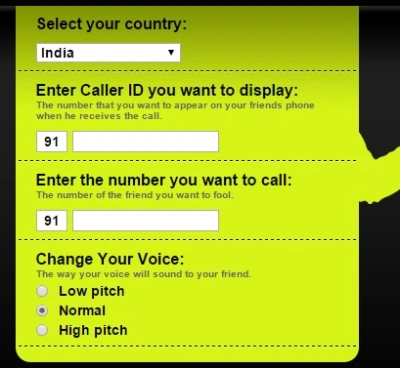 Select your country:
India
Enter Caller ID you want to display:
The number that you want to appear on your friends phone
when he receives the call.
91
Enter the number you want to call:
The number of the friend you want to fool.
91
Change Your Voice:
The way your voice will sound to your friend.
Low pitch
Normal
High pitch